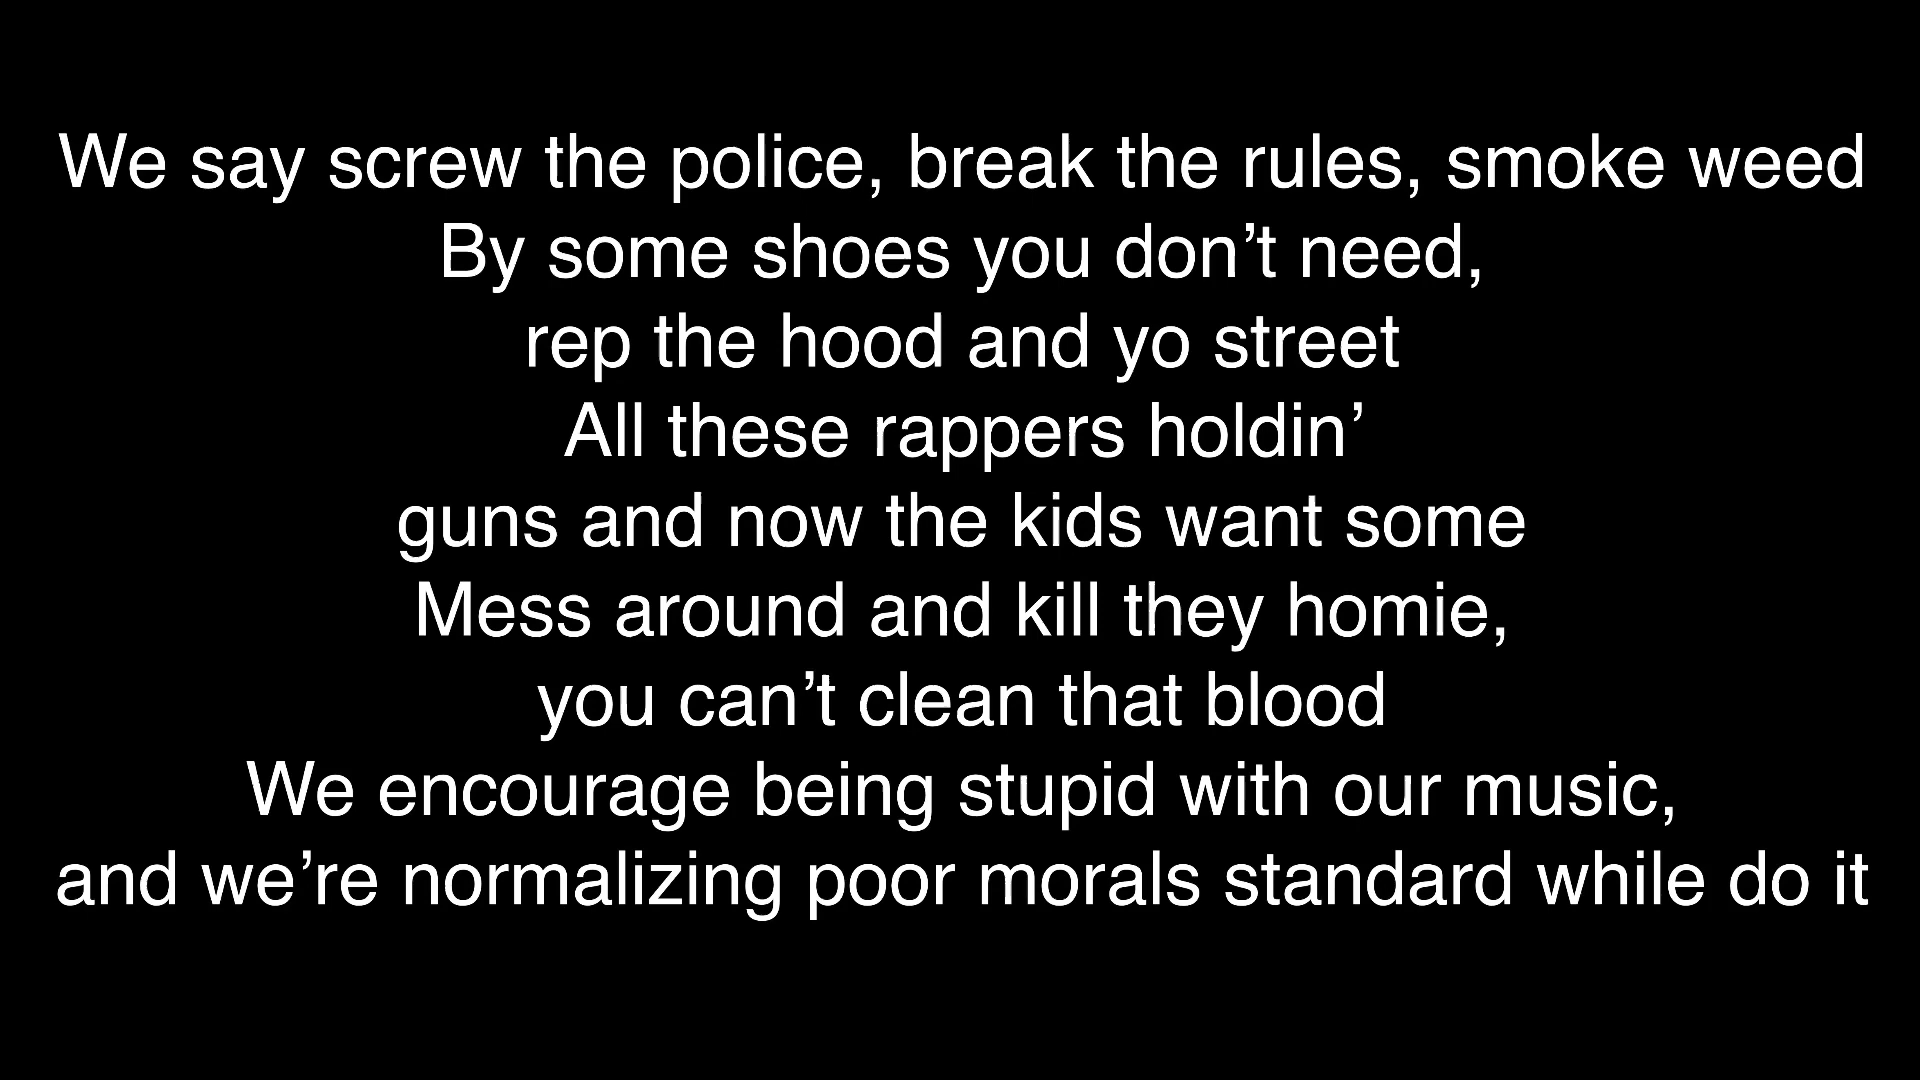 We say screw the police, break the rules, smoke weed
By some shoes you don’t need,
rep the hood and yo street
All these rappers holdin’
guns and now the kids want some
Mess around and kill they homie,
you can’t clean that blood
We encourage being stupid with our music,
and we’re normalizing poor morals standard while do it